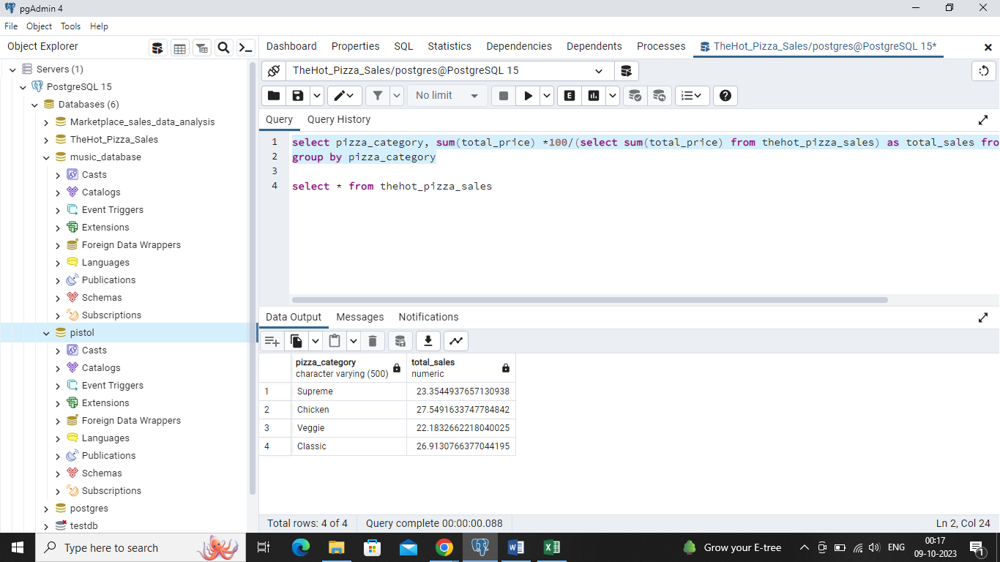 pgAdmin 4
File Object Tools Help
Object Explorer
Dashboard Properties SQL Statistics Dependencies Dependents Processes TheHot_Pizza_Sales/postgres@PostgreSQL 15*
Servers (1)
PostgreSQL 15
Databases (6)
Marketplace_sales_data_analysis
TheHot_Pizza_Sales
music_database
Casts
Catalogs
Event Triggers
Extensions
Foreign Data Wrappers
Languages
Publications
Schemas
Subscriptions
pistol
Casts
Catalogs
Event Triggers
Extensions
Foreign Data Wrappers
Languages
Publications
Schemas
Subscriptions
postgres
testdb
TheHot_Pizza_Sales/postgres@PostgreSQL 15
No limit
E
Query Query History
1 select pizza_category, sum(total_price) *100/(select sum(total_price) from thehot_pizza_sales) as total_sales fro
2 group by pizza_category
3
4 select * from thehot_pizza_sales
Data Output Messages Notifications
pizza_category total_sales
character varying (500) numeric
1 Supreme 23.3544937657130938
2 Chicken 27.5491633747784842
3 Veggie 22.1832662218040025
4 Classic 26.9130766377044195
Total rows: 4 of 4 Query complete 00:00:00.088 Ln 2, Col 24
Type here to search Grow your E-tree ENG 00:17
09-10-2023
1